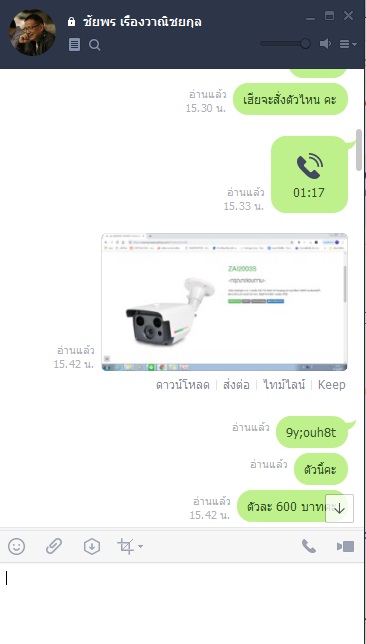 ชัยพร เรืองวาณิชยกุล
อ่านแล้ว
15.30 น.
เฮียจะสั่งตัวไหน คะ
อ่านแล้ว
15.33 น.
01:17
ZAI20035
อ่านแล้ว
15.42 น.
ดาวน์โหลด | ส่งต่อ | ไทม์ไลน์ | Keep
อ่านแล้ว
9y;ouh8t
อ่านแล้ว
ตัวนี้คะ
อ่านแล้ว
15.42 น.
ตัวละ 600 บาทคะ